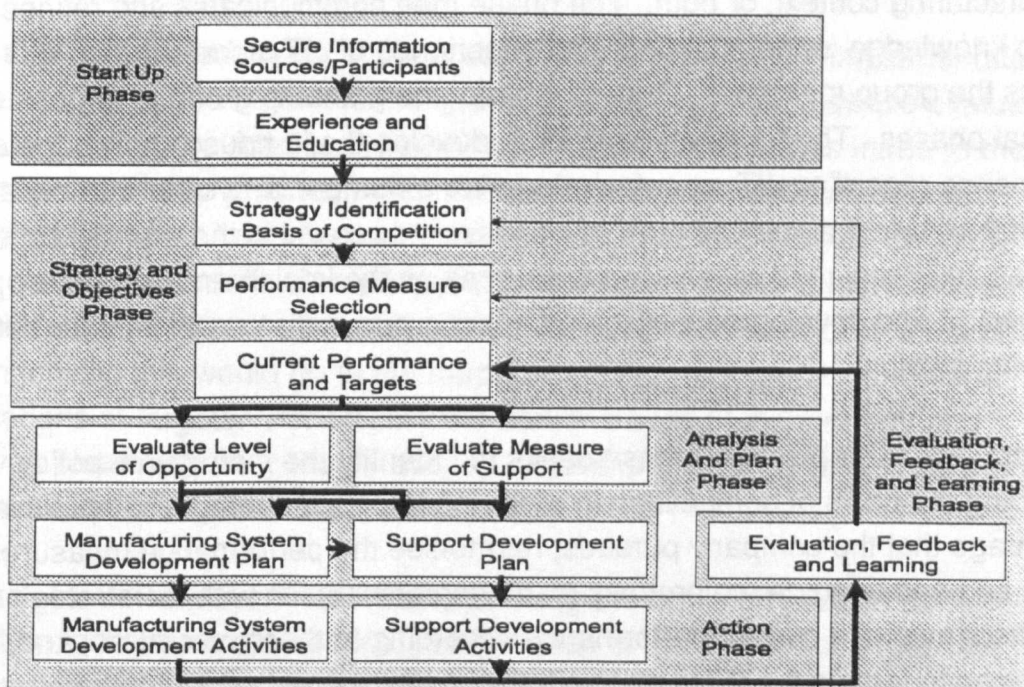 Start Up
Phase
Secure Information
Sources/Participants
Experience and
Education
Strategy and
Objectives
Phase
Strategy Identification
Basis of Competition
Performance Measure
Selection
Current Performance
and Targets
Evaluate Level
of Opportunity
Evaluate Measure
of Support
Analysis
And Plan
Phase
Evaluation,
Feedback,
and Learning
Phase
Manufacturing System
Development Plan
Support Development
Plan
Evaluation, Feedback
and Learning
Manufacturing System
Development Activities
Support Development
Activities
Action
Phase